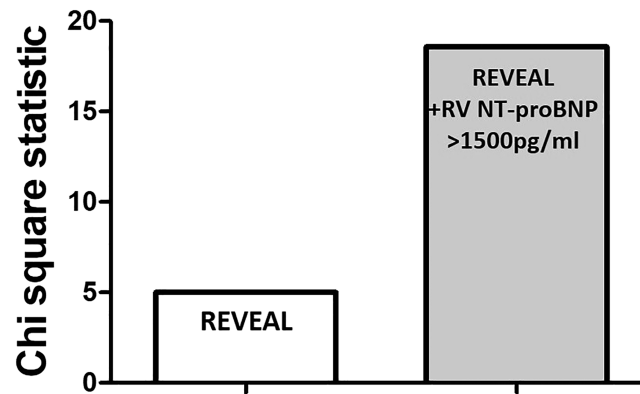 Chi square statistic
20
15
10
5
0
REVEAL
REVEAL
+RV NT-proBNP
>1500pg/ml